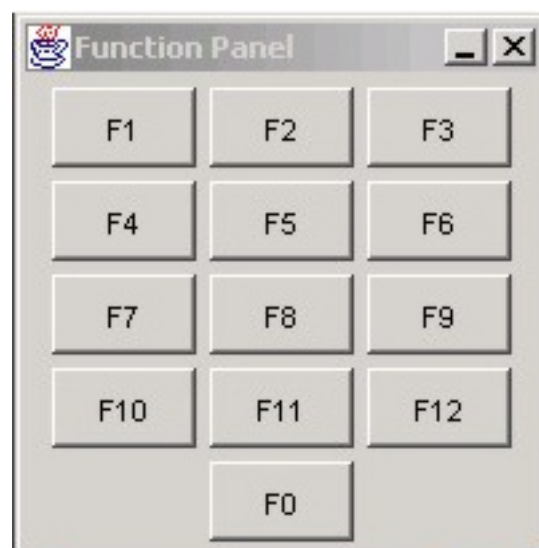 Function Panel
F1 F2 F3
F4 F5 F6
F7 F8 F9
F10 F11 F12
F0